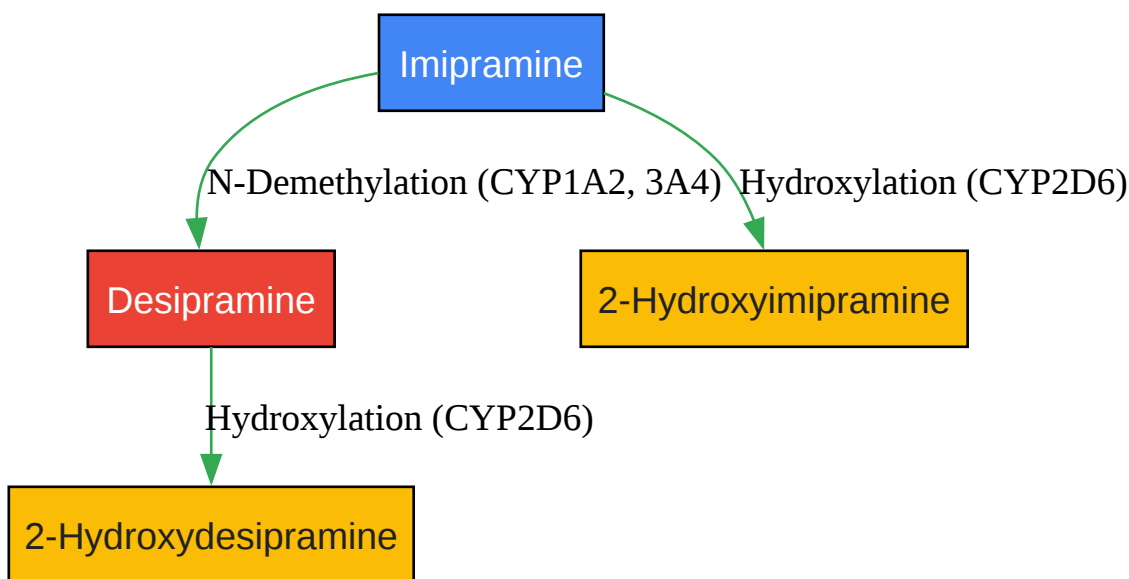 Imipramine
N-Demethylation (CYP1A2, 3A4)
Hydroxylation (CYP2D6)
Desipramine
2-Hydroxyimipramine
Hydroxylation (CYP2D6)
2-Hydroxydesipramine